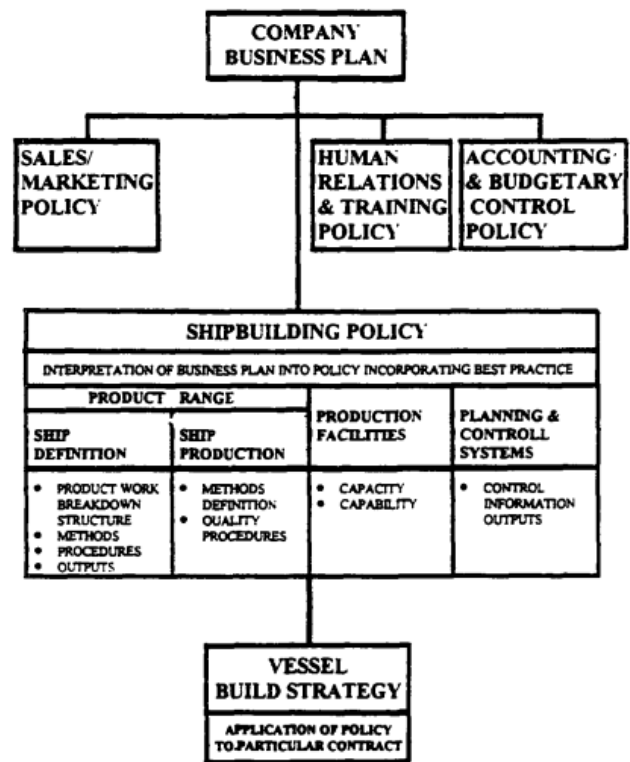 COMPANY
BUSINESS PLAN
SALES/
MARKETING
POLICY
HUMAN
RELATIONS
& TRAINING
POLICY
ACCOUNTING
& BUDGETARY
CONTROL
POLICY
SHIPBUILDING POLICY
INTERPRETATION OF BUSINESS PLAN INTO POLICY INCORPORATING BEST PRACTICE
PRODUCT RANGE
SHIP
DEFINITION
SHIP
PRODUCTION
PRODUCTION
FACILITIES
PLANNING &
CONTROLL
SYSTEMS
• PRODUCT WORK
BREAKDOWN
STRUCTURE
• METHODS
• PROCEDURES
• OUTPUTS
• METHODS
DEFINITION
• QUALITY
PROCEDURES
• CAPACITY
• CAPABILITY
• CONTROL
INFORMATION
OUTPUTS
VESSEL
BUILD STRATEGY
APPLICATION OF POLICY
TO PARTICULAR CONTRACT